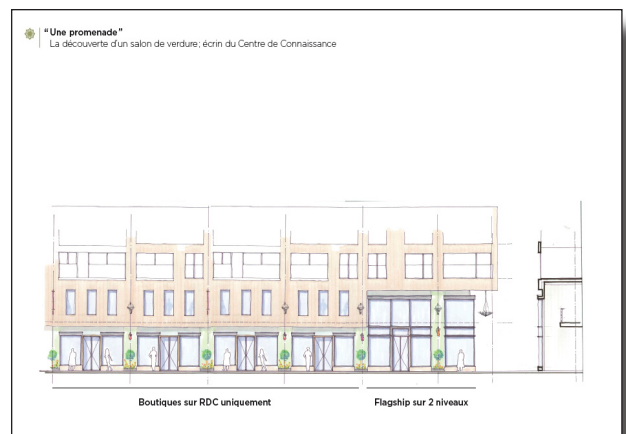 "Une promenade"
La découverte d'un salon de verdure; écrin du Centre de Connaissance
Boutiques sur RDC uniquement
Flagship sur 2 niveaux